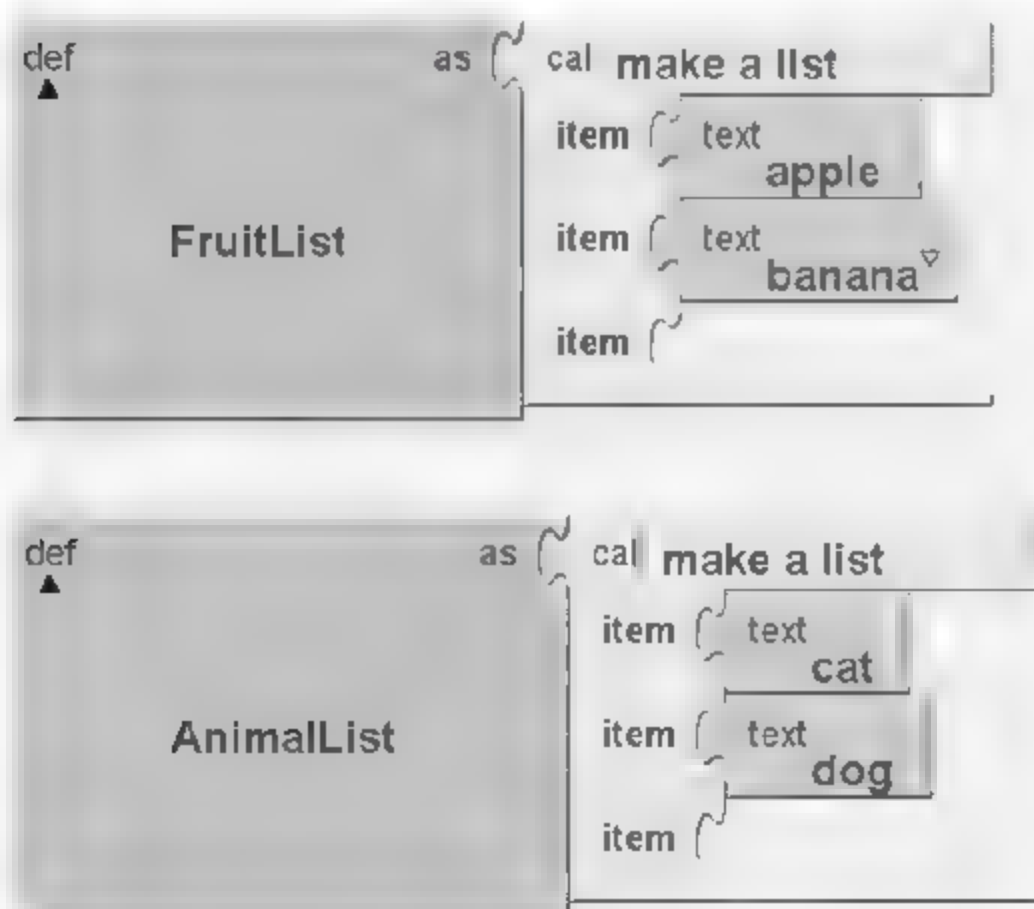 def as cal make a list
item text
apple
FruitList item text
banana
item
def as call make a list
item text
cat
AnimalList item text
dog
item